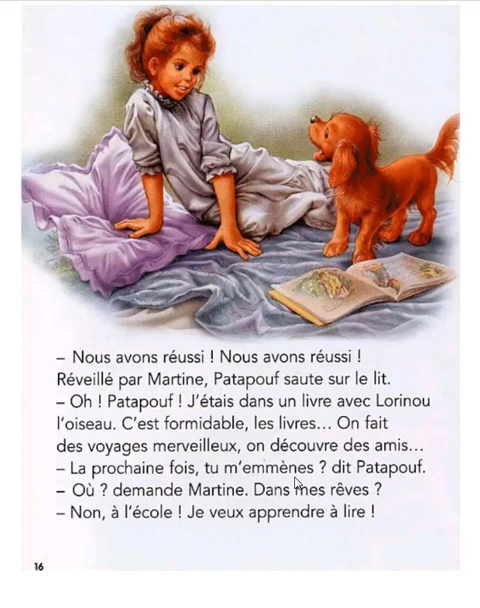 – Nous avons réussi ! Nous avons réussi !
Réveillé par Martine, Patapouf saute sur le lit.
– Oh ! Patapouf ! J'étais dans un livre avec Lorinou
l'oiseau. C'est formidable, les livres... On fait
des voyages merveilleux, on découvre des amis...
– La prochaine fois, tu m'emmènes ? dit Patapouf.
– Où ? demande Martine. Dans mes rêves ?
– Non, à l'école ! Je veux apprendre à lire !
16